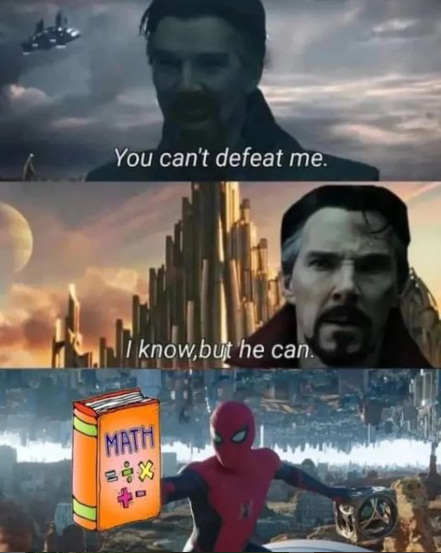 You can't defeat me.
I know,but he can.
MATH
= ÷ ×
+ -